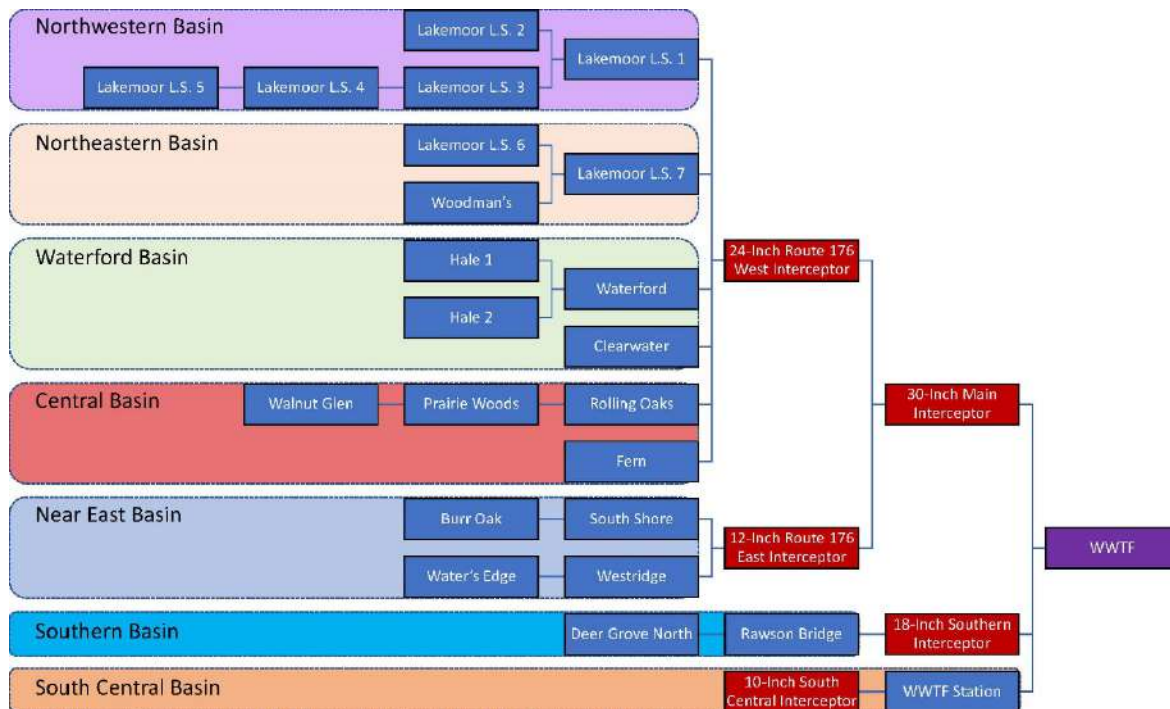 Northwestern Basin
Lakemoor L.S. 2
Lakemoor L.S. 1
Lakemoor L.S. 5
Lakemoor L.S. 4
Lakemoor L.S. 3
Northeastern Basin
Lakemoor L.S. 6
Lakemoor L.S. 7
Woodman's
Waterford Basin
Hale 1
24-Inch Route 176
West Interceptor
Waterford
Hale 2
Clearwater
Central Basin
Walnut Glen
Prairie Woods
Rolling Oaks
30-Inch Main
Interceptor
Fern
Near East Basin
Burr Oak
South Shore
12-Inch Route 176
East Interceptor
WWTF
Water's Edge
Westridge
Southern Basin
Deer Grove North
Rawson Bridge
18-Inch Southern
Interceptor
South Central Basin
10-Inch South
Central Interceptor
WWTF Station